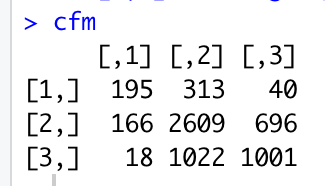 > cfm
[,1] [,2] [,3]
[1,] 195 313 40
[2,] 166 2609 696
[3,] 18 1022 1001